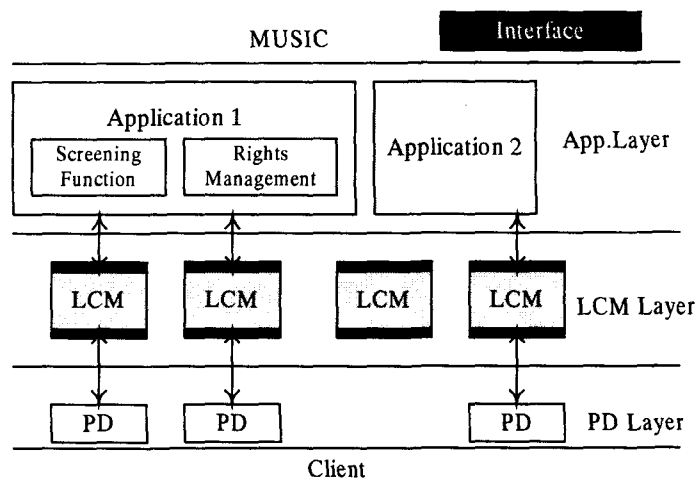 MUSIC
Interface
Application 1
Screening
Function
Rights
Management
Application 2
App.Layer
LCM
LCM
LCM
LCM
LCM Layer
PD
PD
PD
PD Layer
Client